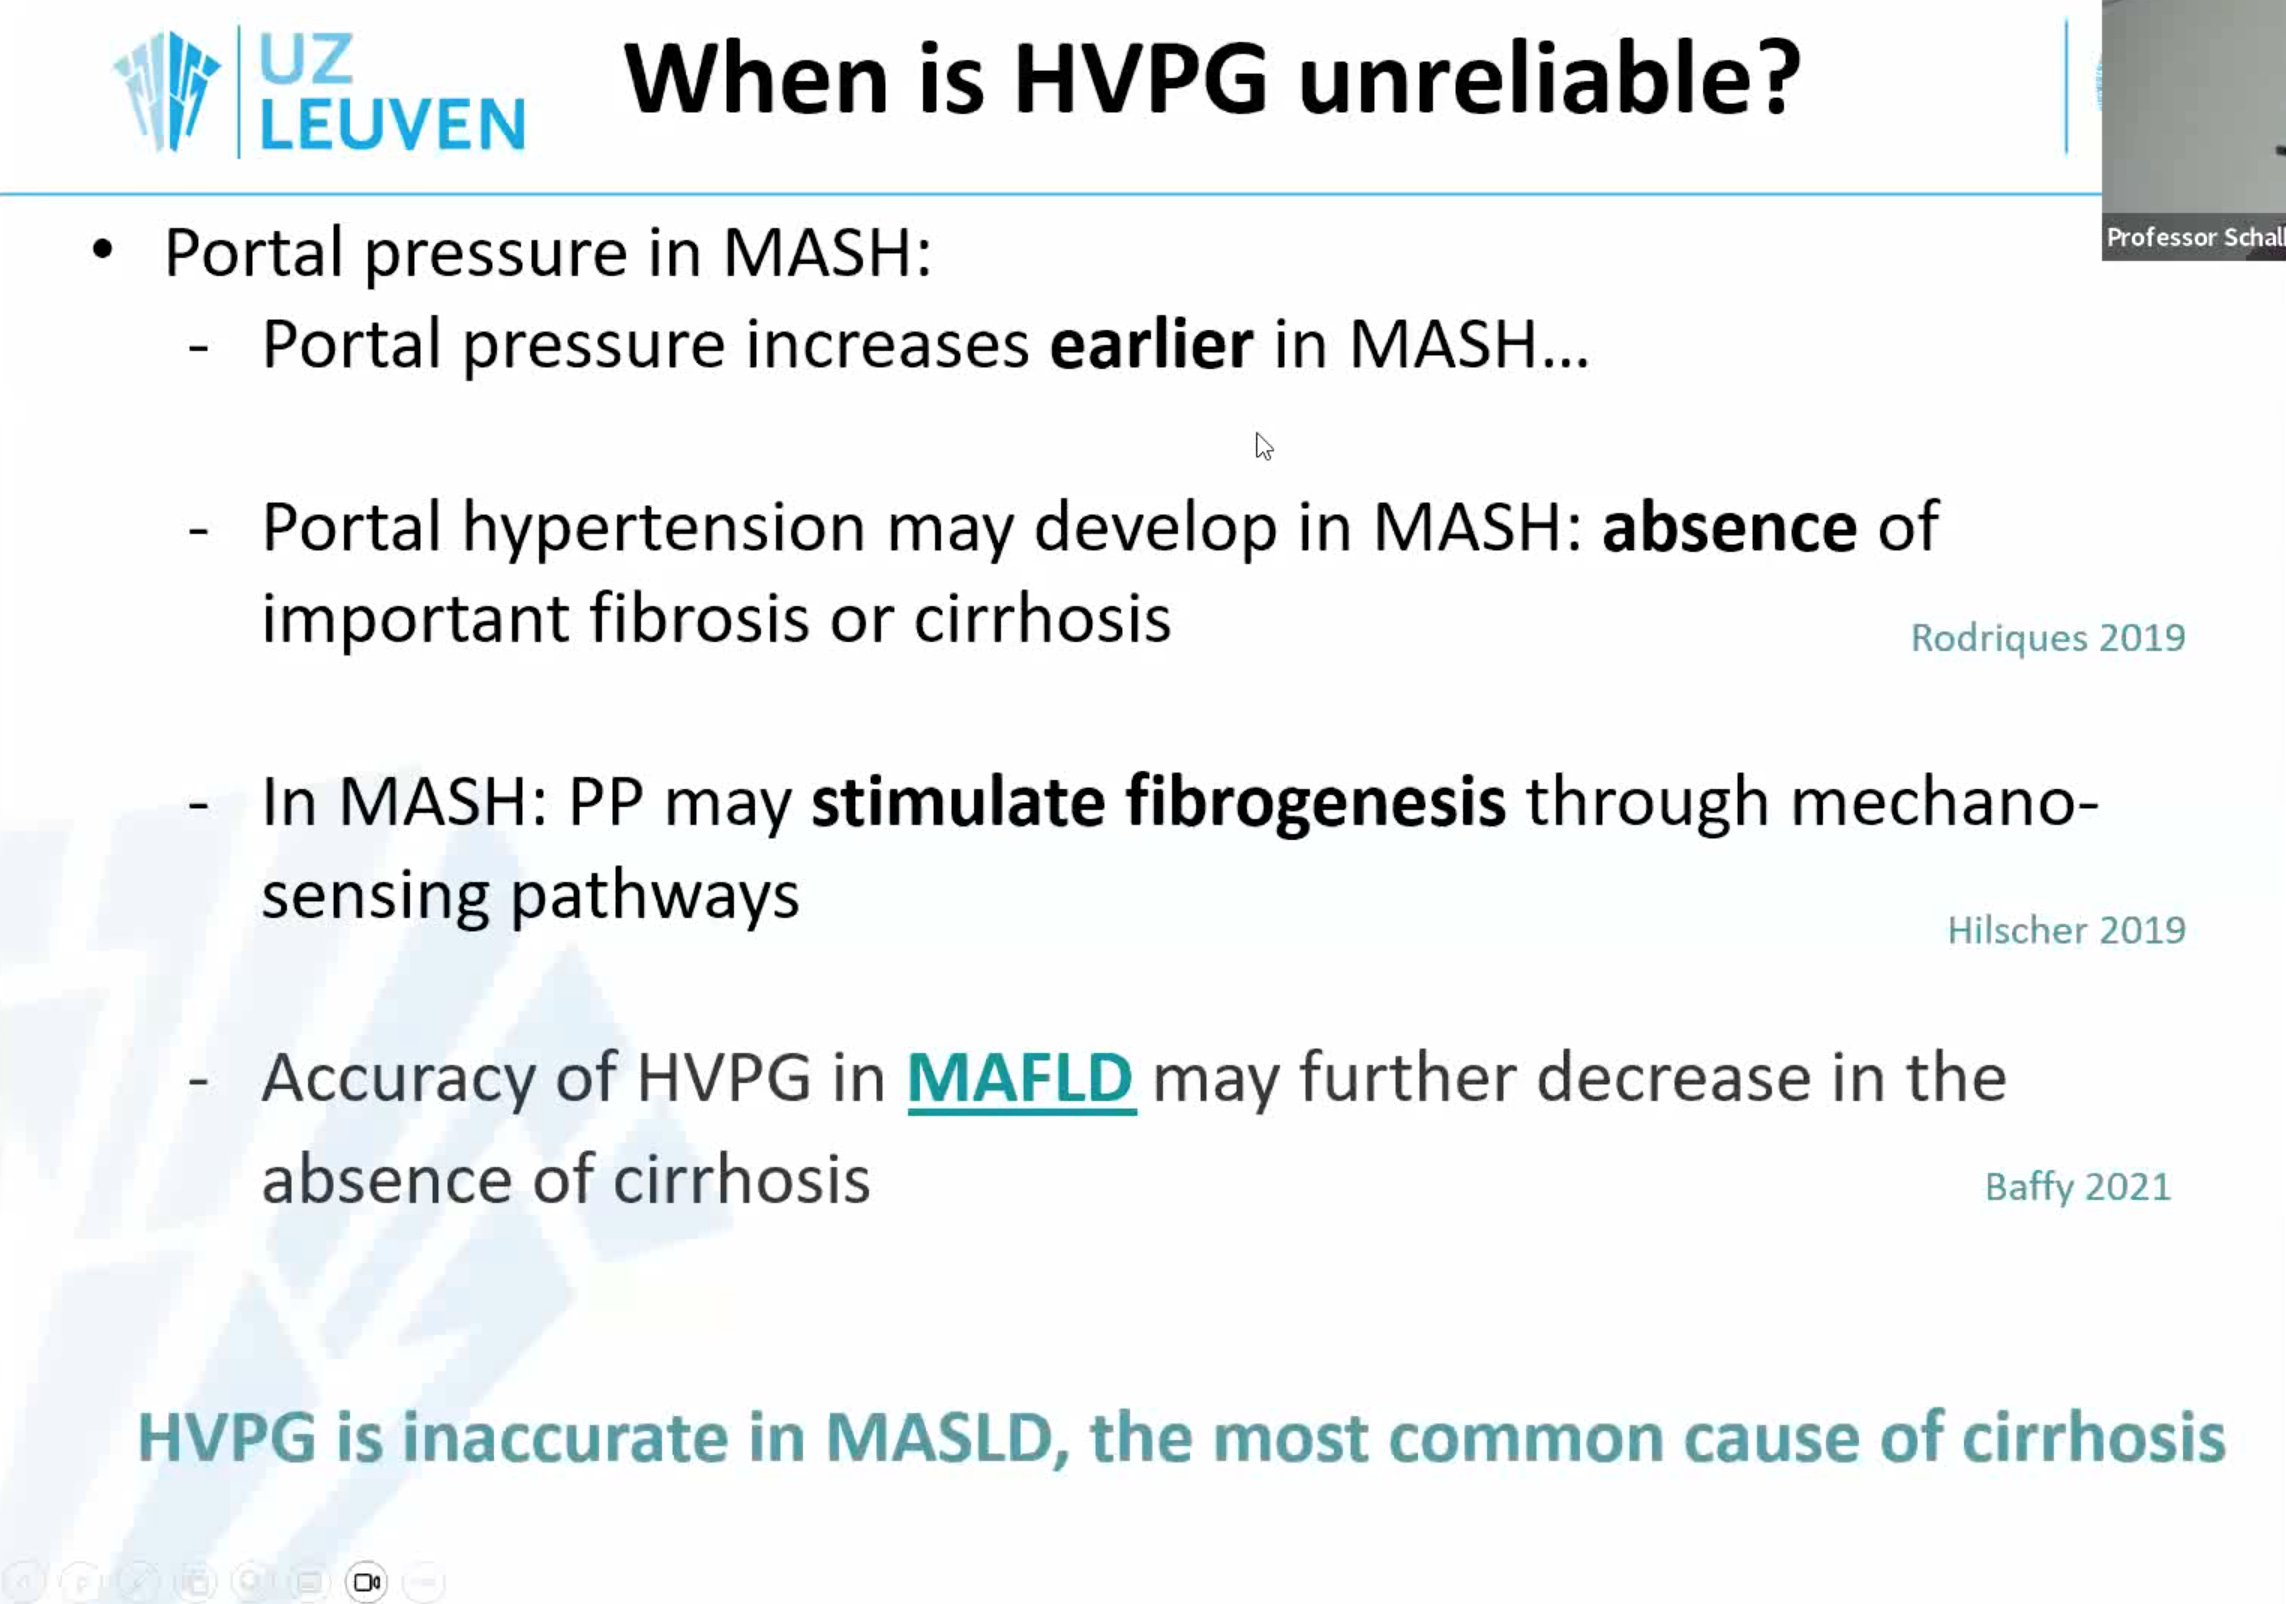 UZ
LEUVEN
When is HVPG unreliable?
Professor
• Portal pressure in MASH:
- Portal pressure increases earlier in MASH...
- Portal hypertension may develop in MASH: absence of
important fibrosis or cirrhosis
Rodriques 2019
- In MASH: PP may stimulate fibrogenesis through mechano-
sensing pathways
Hilscher 2019
- Accuracy of HVPG in MAFLD may further decrease in the
absence of cirrhosis
Baffy 2021
HVPG is inaccurate in MASLD, the most common cause of cirrhosis